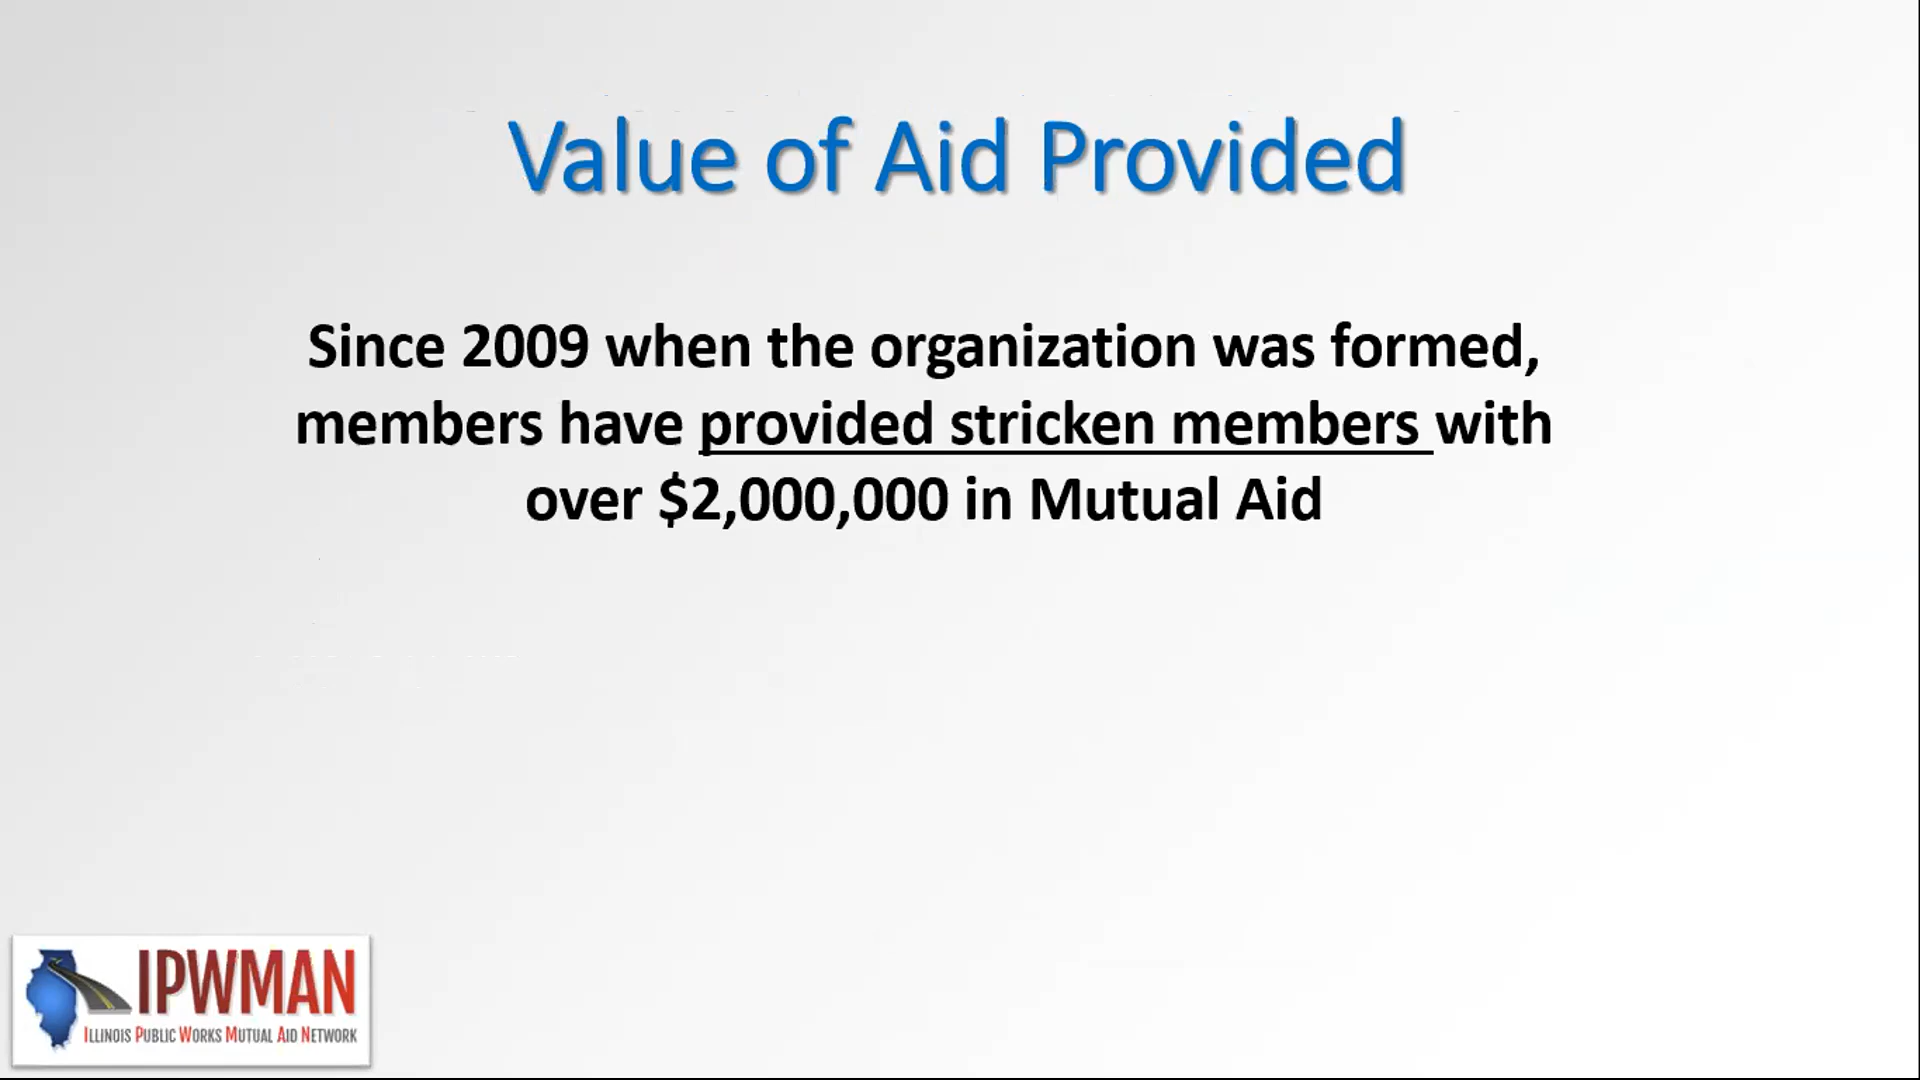 Value of Aid Provided
Since 2009 when the organization was formed,
members have provided stricken members with
over $2,000,000 in Mutual Aid
IPWMAN
ILLINOIS PUBLIC WORKS MUTUAL AID NETWORK